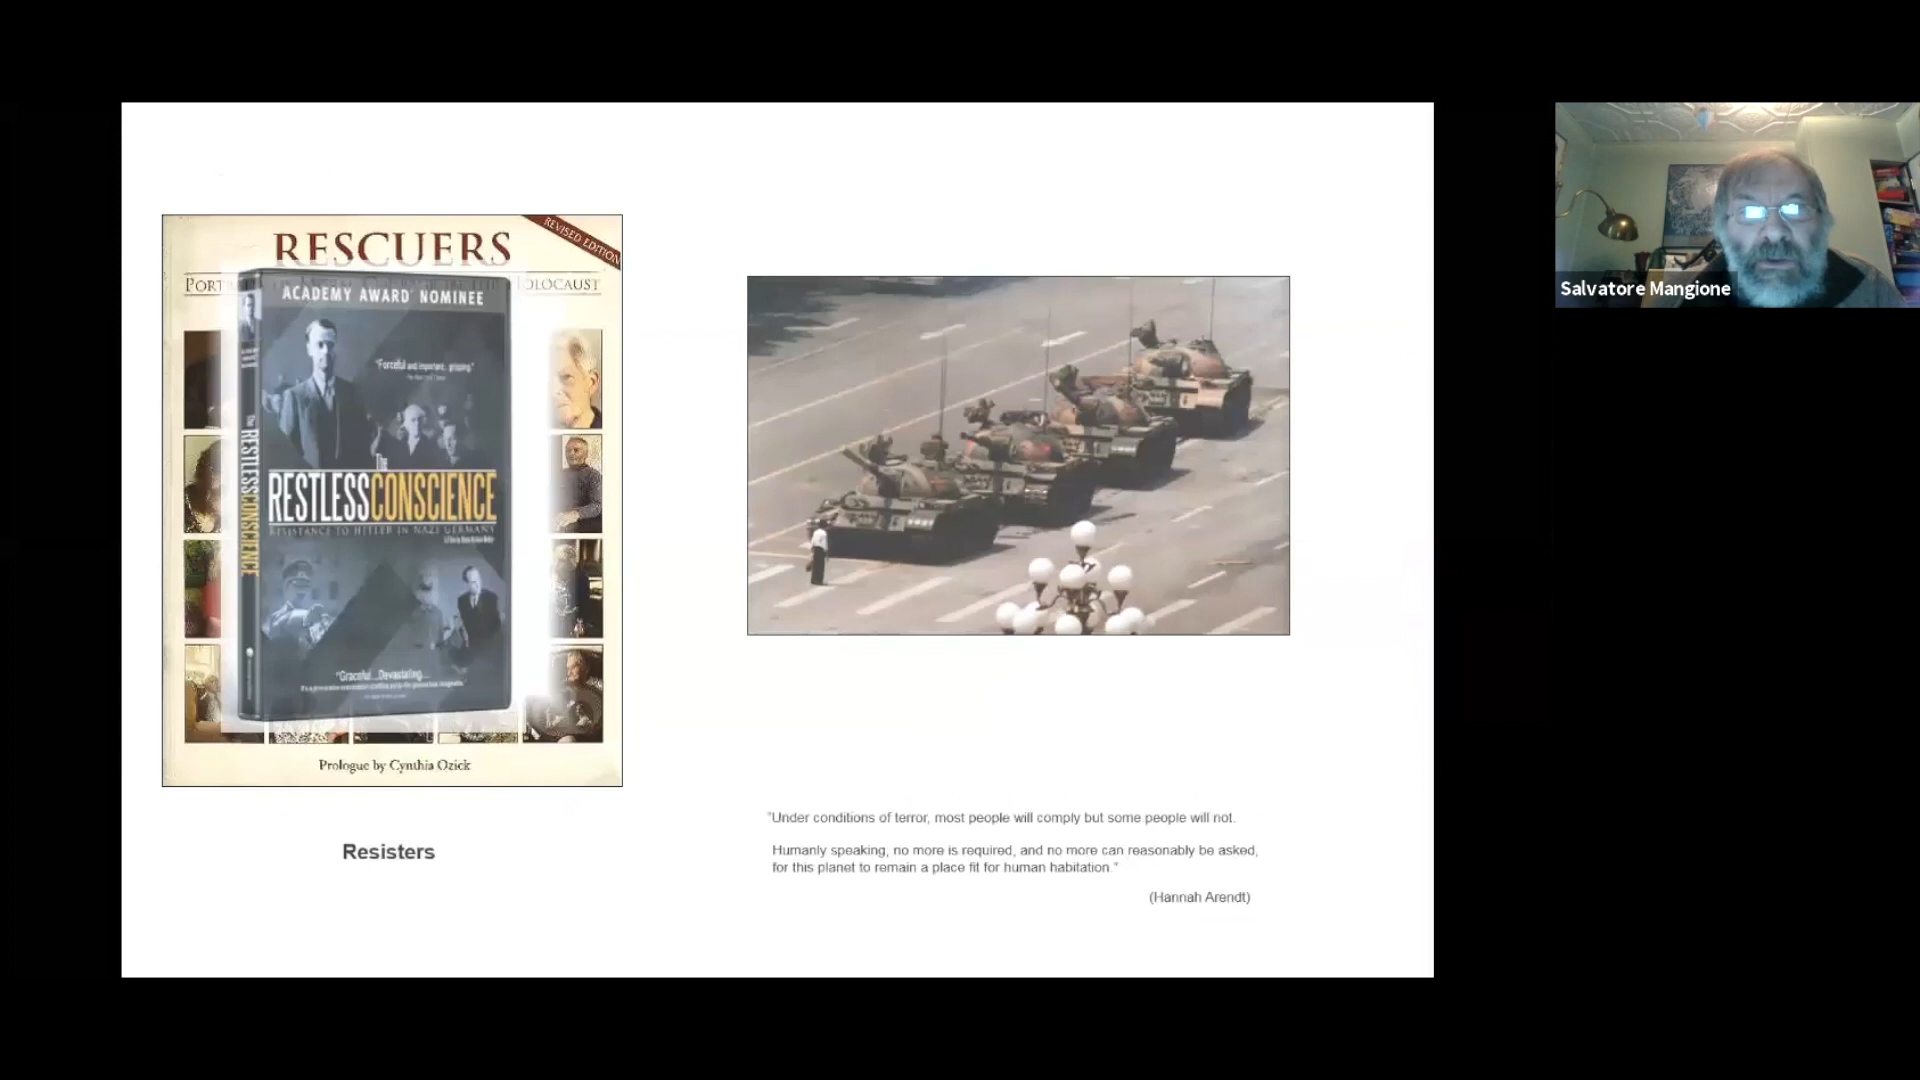 RESCUERS
REVISED EDITION
PORT HOLOCAUST
ACADEMY AWARD NOMINEE
"Forceful and important. gripping."
The
RESTLESSCONSCIENCE
RESISTANCE TO HITLER IN NAZI GERMANY
The RESTLESSCONSCIENCE
"Graceful...Devastating...
Prologue by Cynthia Ozick
Resisters
"Under conditions of terror, most people will comply but some people will not.
Humanly speaking, no more is required, and no more can reasonably be asked,
for this planet to remain a place fit for human habitation."
(Hannah Arendt)
Salvatore Mangione